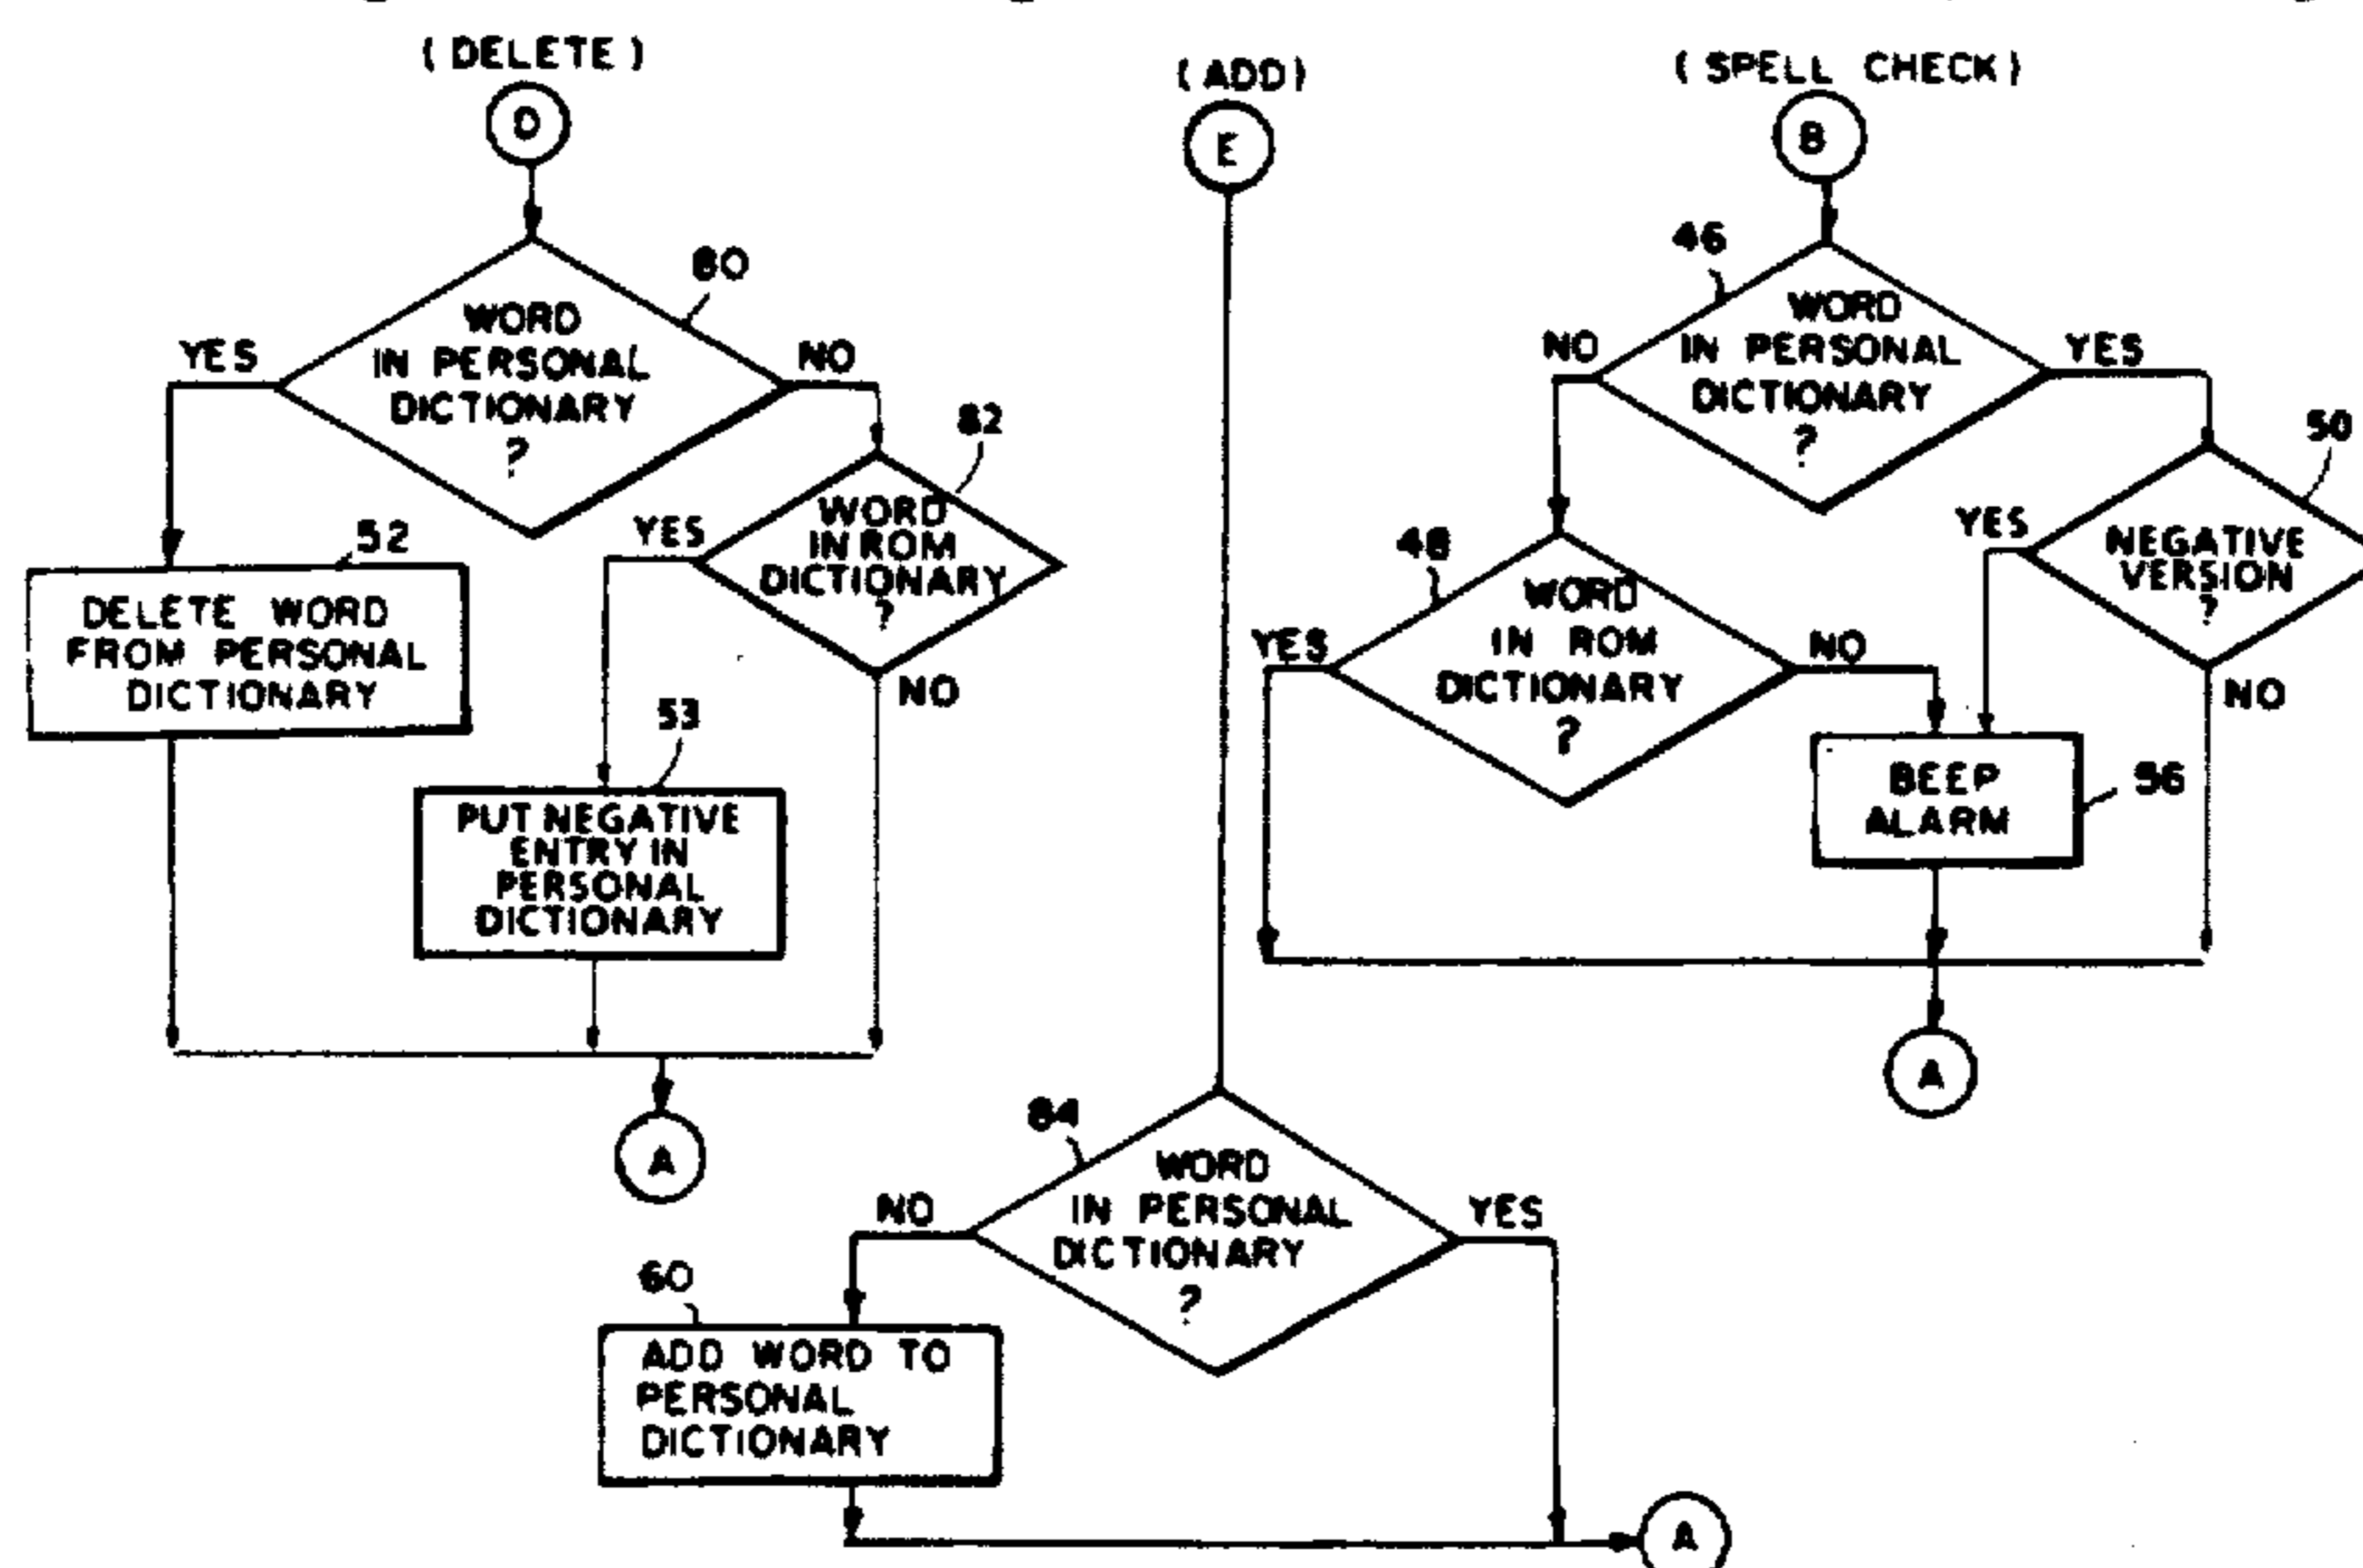 ( DELETE )
D
80
WORD
IN PERSONAL
DICTIONARY
?
YES
NO
52
DELETE WORD
FROM PERSONAL
DICTIONARY
82
WORD
IN ROM
DICTIONARY
?
YES
NO
53
PUT NEGATIVE
ENTRY IN
PERSONAL
DICTIONARY
A
( ADD )
E
84
WORD
IN PERSONAL
DICTIONARY
?
NO
YES
60
ADD WORD TO
PERSONAL
DICTIONARY
A
( SPELL CHECK )
B
46
WORD
IN PERSONAL
DICTIONARY
?
NO
YES
48
WORD
IN ROM
DICTIONARY
?
YES
NO
50
NEGATIVE
VERSION
?
YES
NO
BEEP
ALARM
56
A